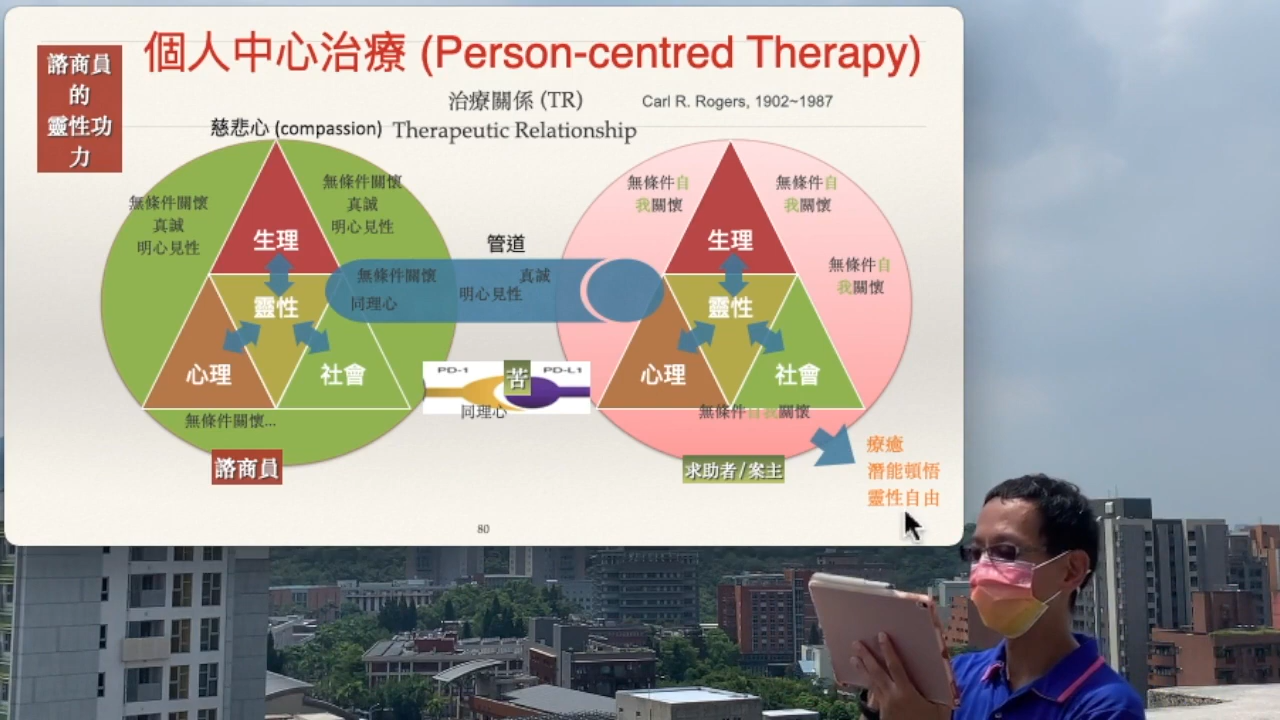 諮商員
的
靈性功
力
個人中心治療 (Person-centred Therapy)
治療關係 (TR)
Carl R. Rogers, 1902~1987
慈悲心 (compassion)
Therapeutic Relationship
無條件關懷
真誠
明心見性
無條件關懷
真誠
明心見性
生理
靈性
心理
社會
無條件關懷...
諮商員
管道
無條件關懷
真誠
同理心
明心見性
PD-1
苦
PD-L1
同理心
無條件自
我關懷
無條件自
我關懷
無條件自
我關懷
生理
靈性
心理
社會
無條件自我關懷
求助者/案主
療癒
潛能頓悟
靈性自由
80